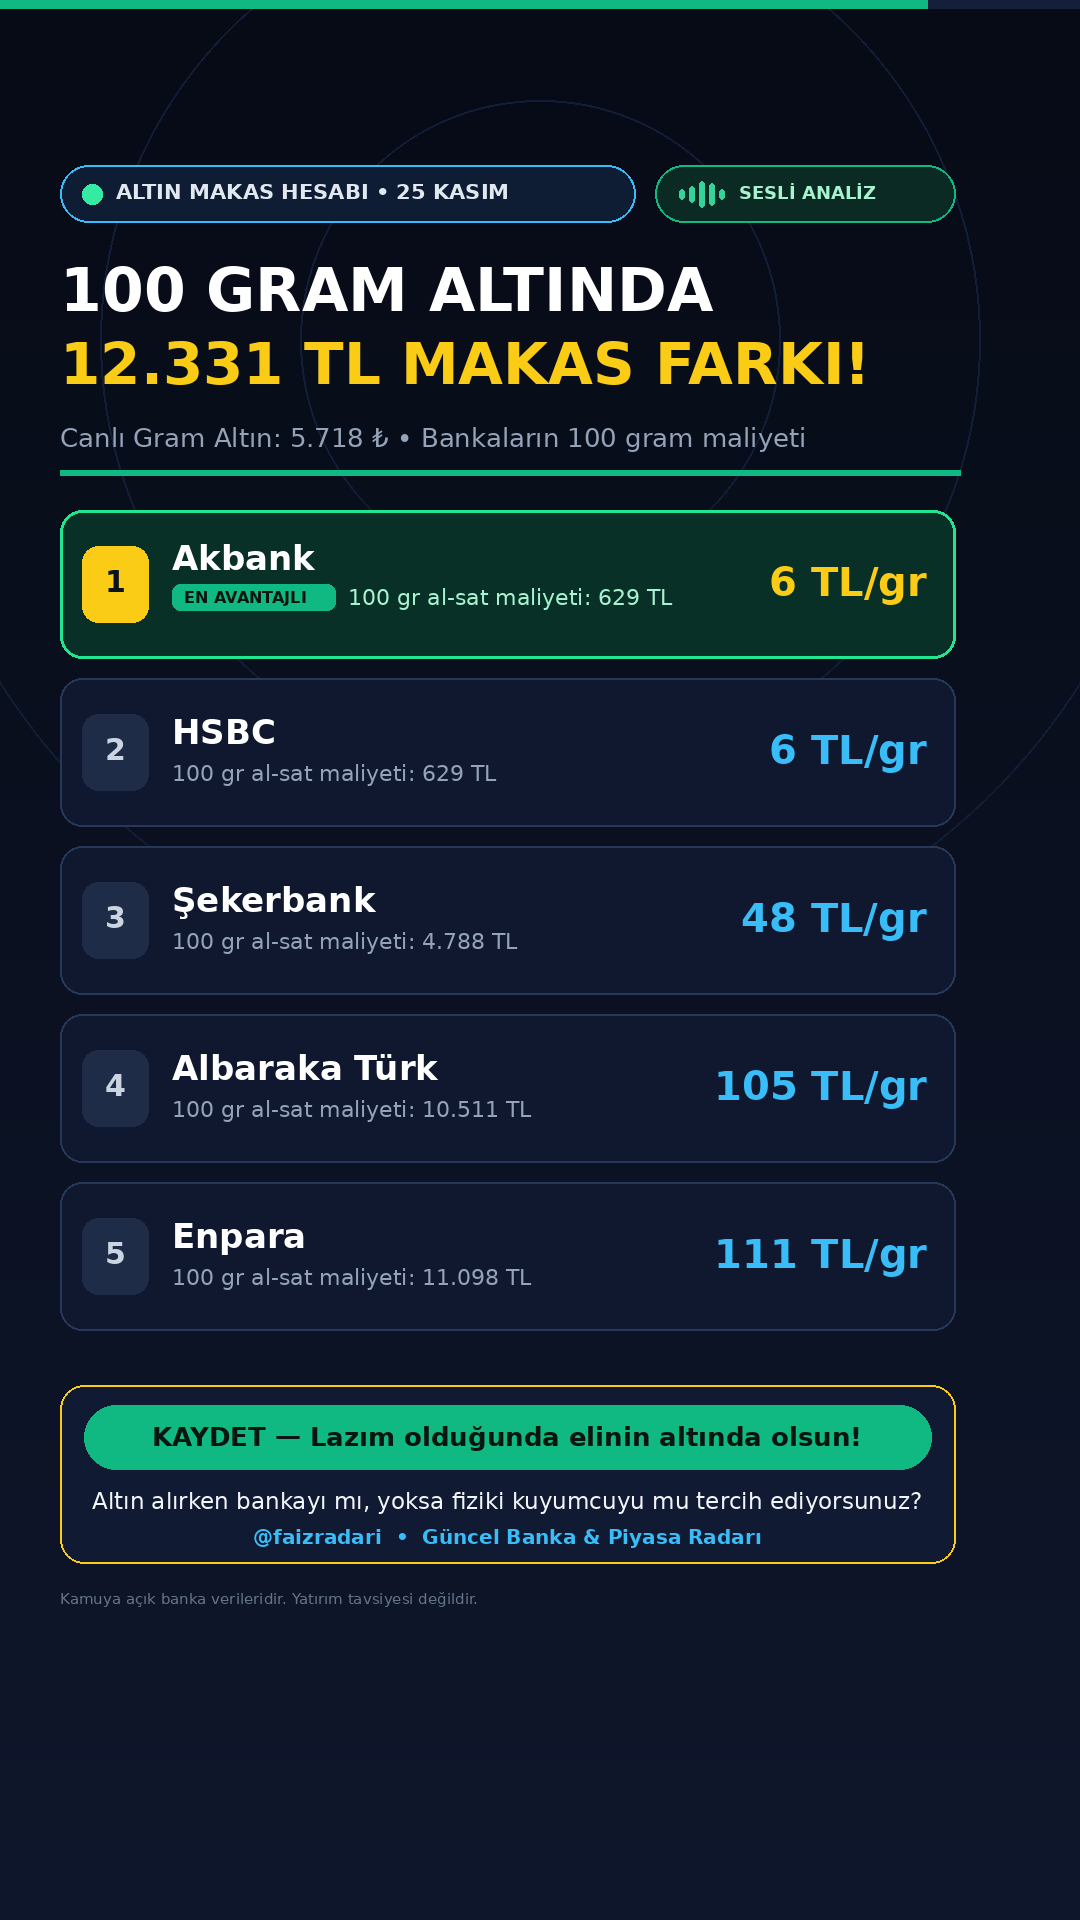 ALTIN MAKAS HESABI • 25 KASIM
SESLİ ANALİZ
100 GRAM ALTINDA
12.331 TL MAKAS FARKI!
Canlı Gram Altın: 5.718 ₺ • Bankaların 100 gram maliyeti
1
Akbank
EN AVANTAJLI
100 gr al-sat maliyeti: 629 TL
6 TL/gr
2
HSBC
100 gr al-sat maliyeti: 629 TL
6 TL/gr
3
Şekerbank
100 gr al-sat maliyeti: 4.788 TL
48 TL/gr
4
Albaraka Türk
100 gr al-sat maliyeti: 10.511 TL
105 TL/gr
5
Enpara
100 gr al-sat maliyeti: 11.098 TL
111 TL/gr
KAYDET — Lazım olduğunda elinin altında olsun!
Altın alırken bankayı mı, yoksa fiziki kuyumcuyu mu tercih ediyorsunuz?
@faizradari • Güncel Banka & Piyasa Radarı
Kamuya açık banka verileridir. Yatırım tavsiyesi değildir.